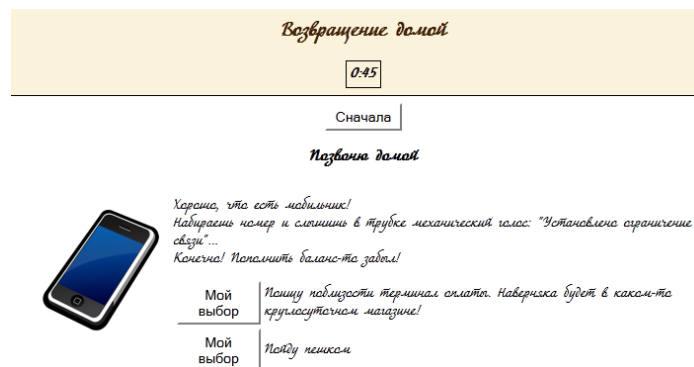 Возвращение домой
0:45
Сначала
Позвоню домой
Хорошо, что есть мобильник!
Набираешь номер и слышишь в трубке механический голос: "Установлено ограничение
связи"...
Конечно! Пополнить баланс-то забыл!
Мой
выбор
Поищу поблизости терминал оплаты. Наверняка будет в каком-то
круглосуточном магазине!
Мой
выбор
Пойду пешком